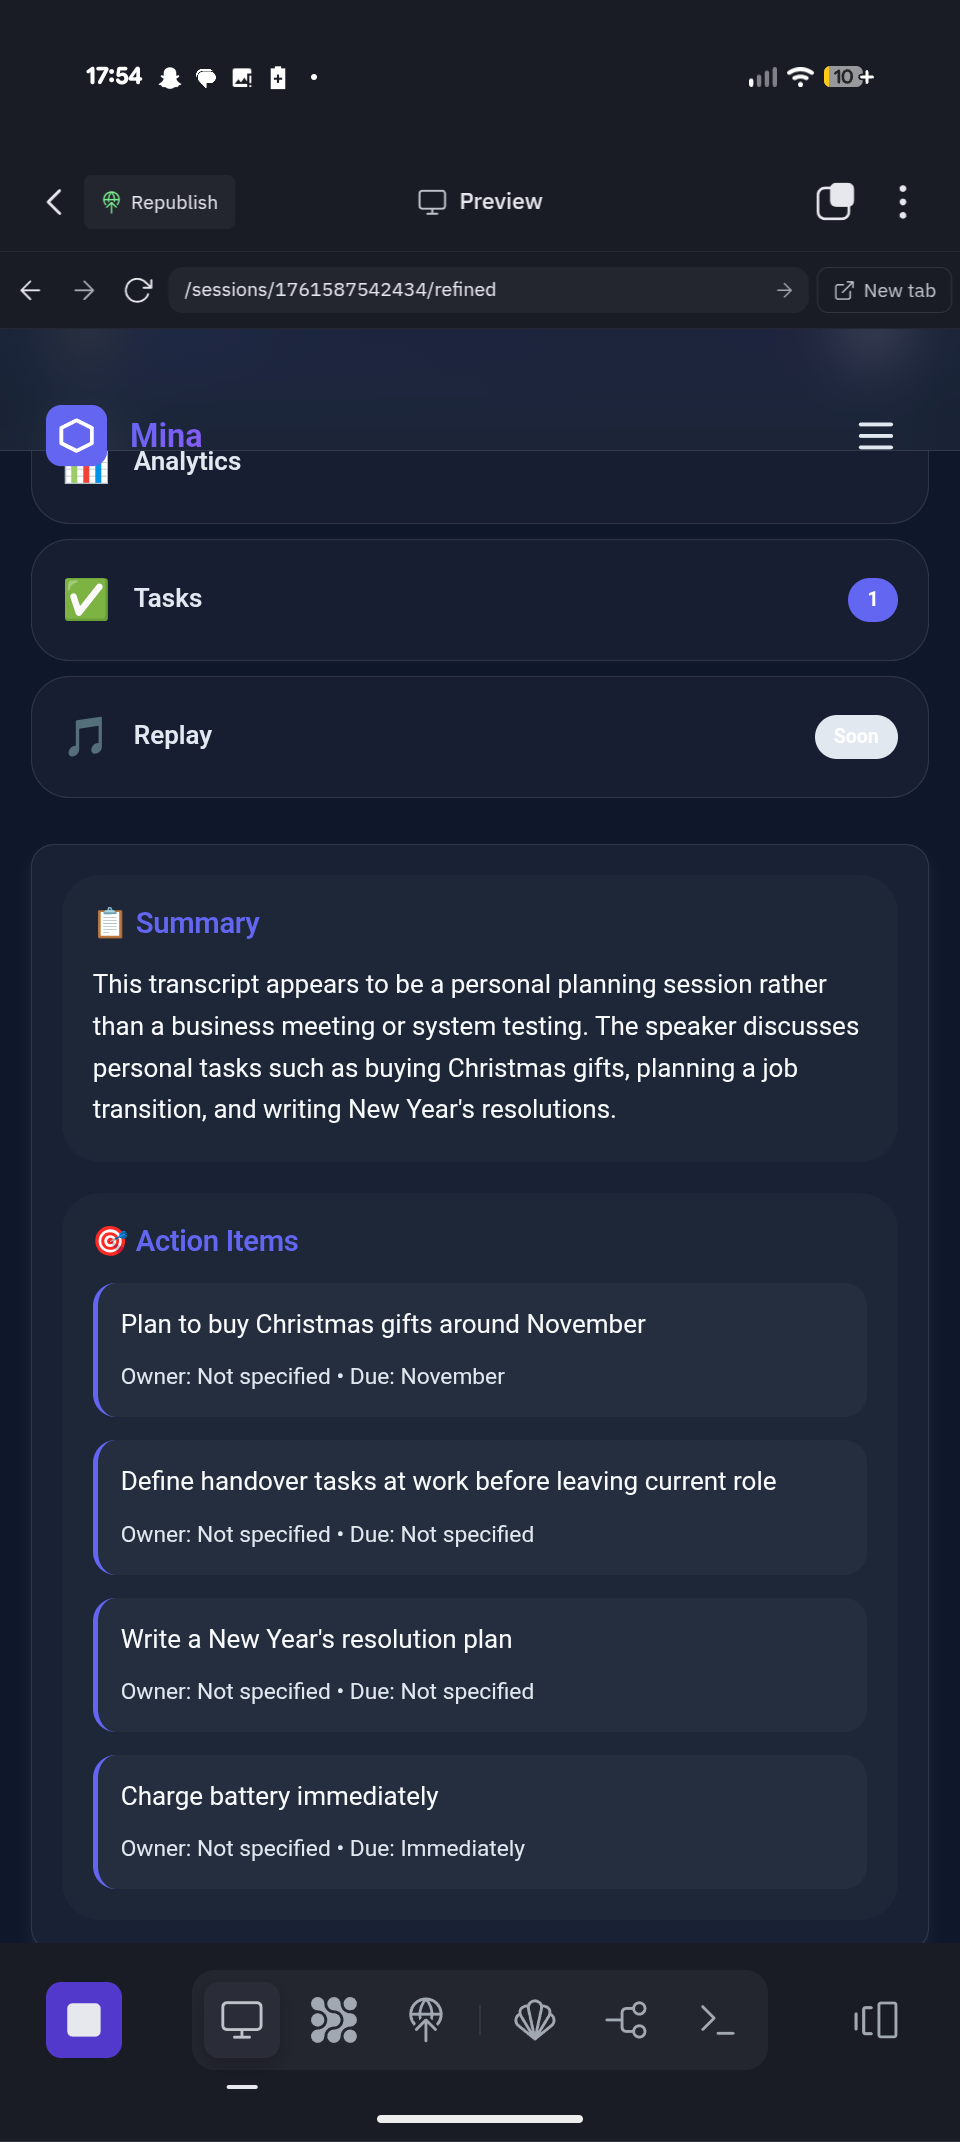 17:54
10
Republish
Preview
/sessions/1761587542434/refined
New tab
Mina
Analytics
Tasks
1
Replay
Soon
Summary
This transcript appears to be a personal planning session rather
than a business meeting or system testing. The speaker discusses
personal tasks such as buying Christmas gifts, planning a job
transition, and writing New Year's resolutions.
Action Items
Plan to buy Christmas gifts around November
Owner: Not specified • Due: November
Define handover tasks at work before leaving current role
Owner: Not specified • Due: Not specified
Write a New Year's resolution plan
Owner: Not specified • Due: Not specified
Charge battery immediately
Owner: Not specified • Due: Immediately